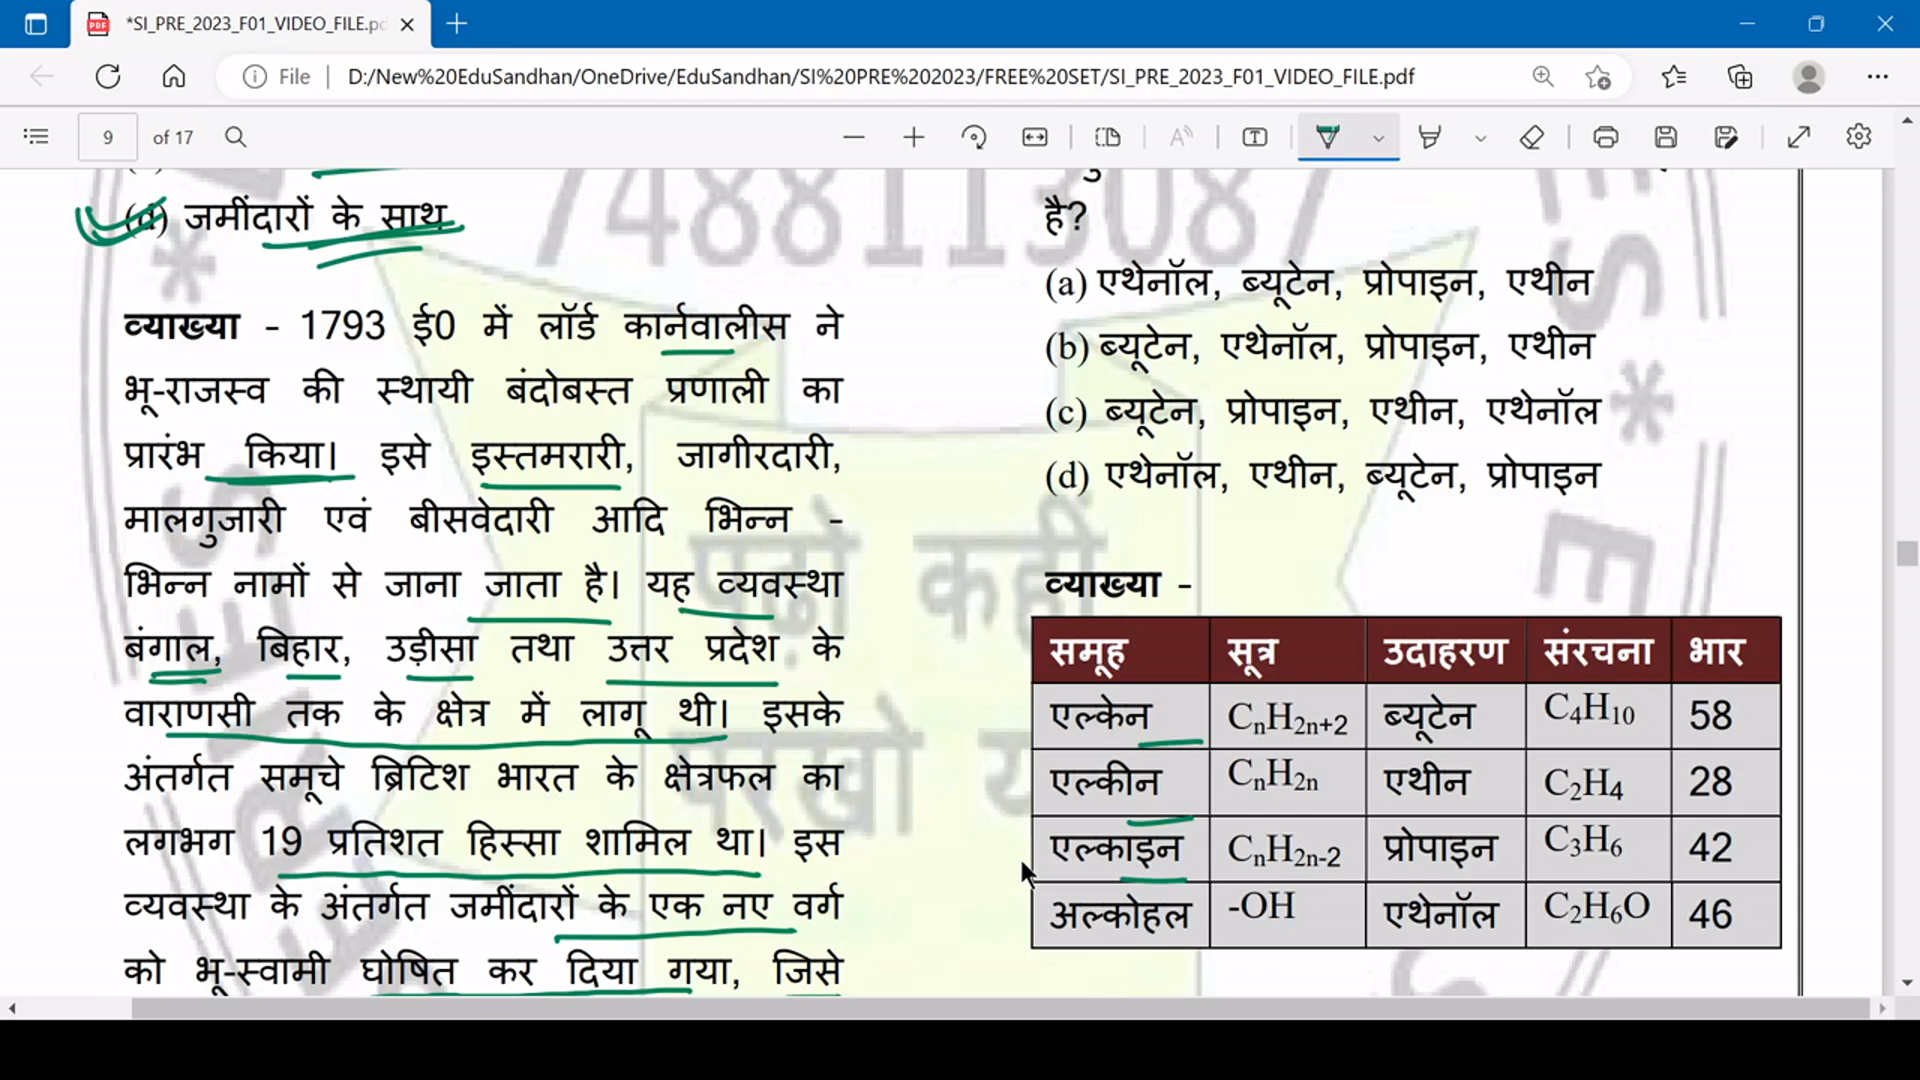 *SI_PRE_2023_F01_VIDEO_FILE.pd
File
D:/New%20EduSandhan/OneDrive/EduSandhan/SI%20PRE%202023/FREE%20SET/SI_PRE_2023_F01_VIDEO_FILE.pdf
9 of 17
7488113087
(d) जमींदारों के साथ
व्याख्या - 1793 ई0 में लॉर्ड कार्नवालीस ने
भू-राजस्व की स्थायी बंदोबस्त प्रणाली का
प्रारंभ किया। इसे इस्तमरारी, जागीरदारी,
मालगुजारी एवं बीसवेदारी आदि भिन्न -
भिन्न नामों से जाना जाता है। यह व्यवस्था
बंगाल, बिहार, उड़ीसा तथा उत्तर प्रदेश के
वाराणसी तक के क्षेत्र में लागू थी। इसके
अंतर्गत समूचे ब्रिटिश भारत के क्षेत्रफल का
लगभग 19 प्रतिशत हिस्सा शामिल था। इस
व्यवस्था के अंतर्गत जमींदारों के एक नए वर्ग
को भू-स्वामी घोषित कर दिया गया, जिसे
है?
(a) एथेनॉल, ब्यूटेन, प्रोपाइन, एथीन
(b) ब्यूटेन, एथेनॉल, प्रोपाइन, एथीन
(c) ब्यूटेन, प्रोपाइन, एथीन, एथेनॉल
(d) एथेनॉल, एथीन, ब्यूटेन, प्रोपाइन
व्याख्या -
समूह सूत्र उदाहरण संरचना भार
एल्केन CnH2n+2 ब्यूटेन C4H10 58
एल्कीन CnH2n एथीन C2H4 28
एल्काइन CnH2n-2 प्रोपाइन C3H6 42
अल्कोहल -OH एथेनॉल C2H6O 46
पढ़ो कहीं
परखो